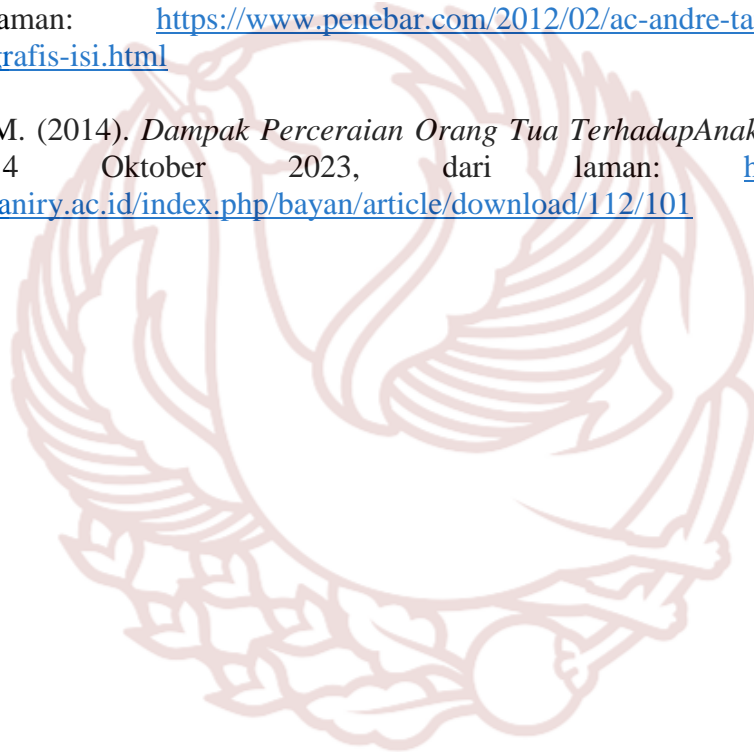 aman: https://www.penebar.com/2012/02/ac-andre-ta
grafis-isi.html
M. (2014). Dampak Perceraian Orang Tua TerhadapAnak
4 Oktober 2023, dari laman: h
aniry.ac.id/index.php/bayan/article/download/112/101